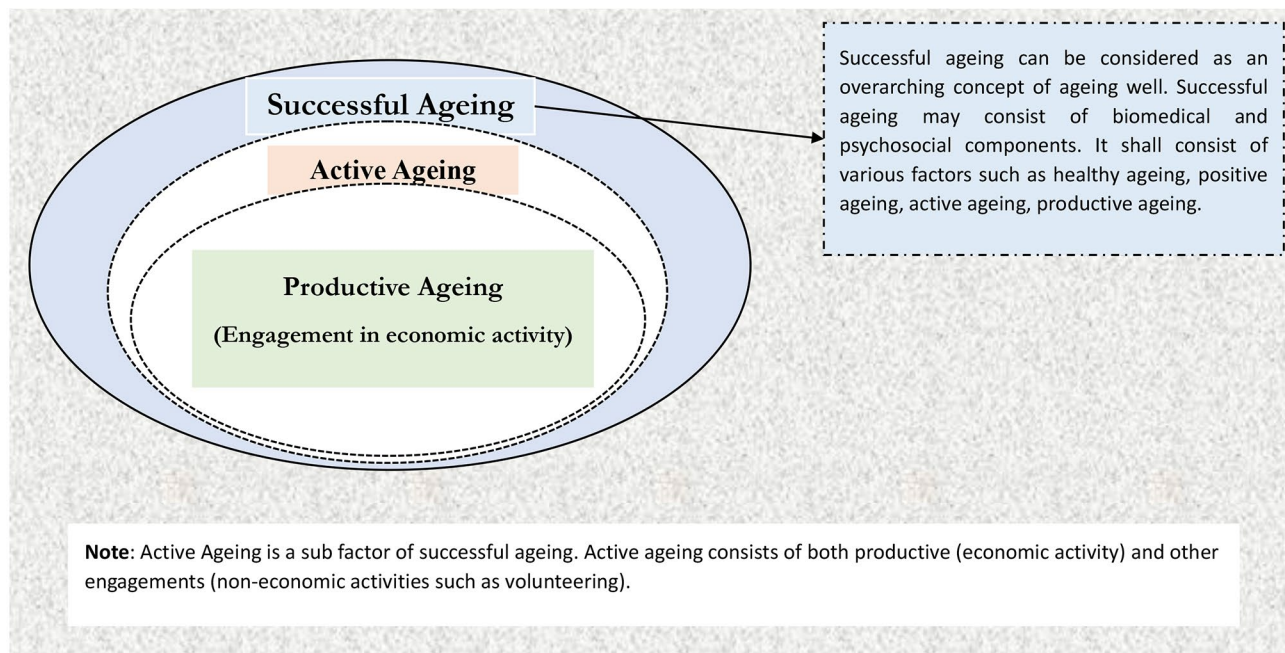 Successful Ageing
Active Ageing
Productive Ageing
(Engagement in economic activity)
Successful ageing can be considered as an
overarching concept of ageing well. Successful
ageing may consist of biomedical and
psychosocial components. It shall consist of
various factors such as healthy ageing, positive
ageing, active ageing, productive ageing.
Note: Active Ageing is a sub factor of successful ageing. Active ageing consists of both productive (economic activity) and other
engagements (non-economic activities such as volunteering).